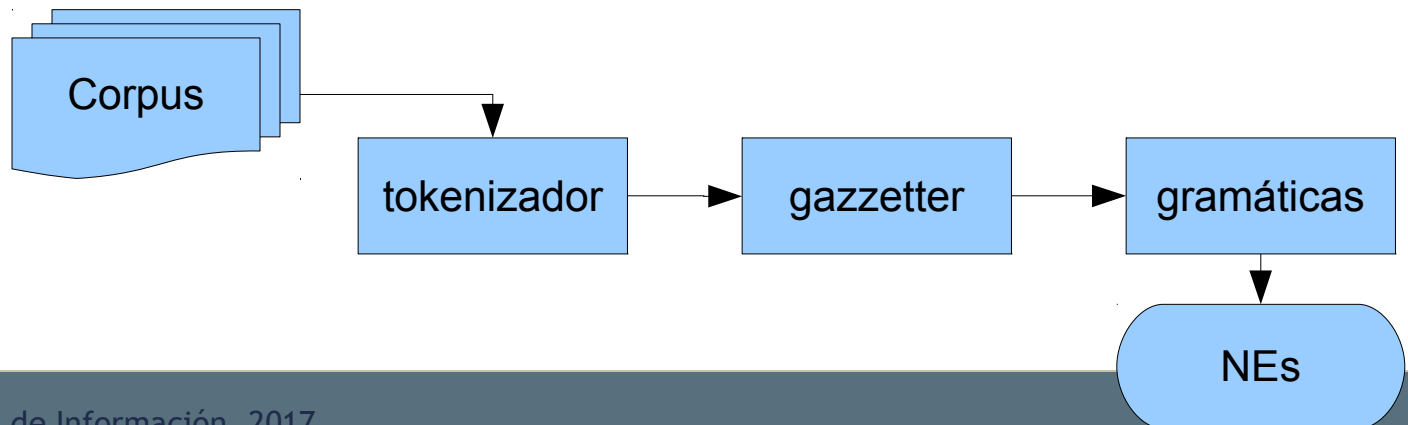 Corpus
tokenizador
gazzetter
gramáticas
NEs
de Información, 2017